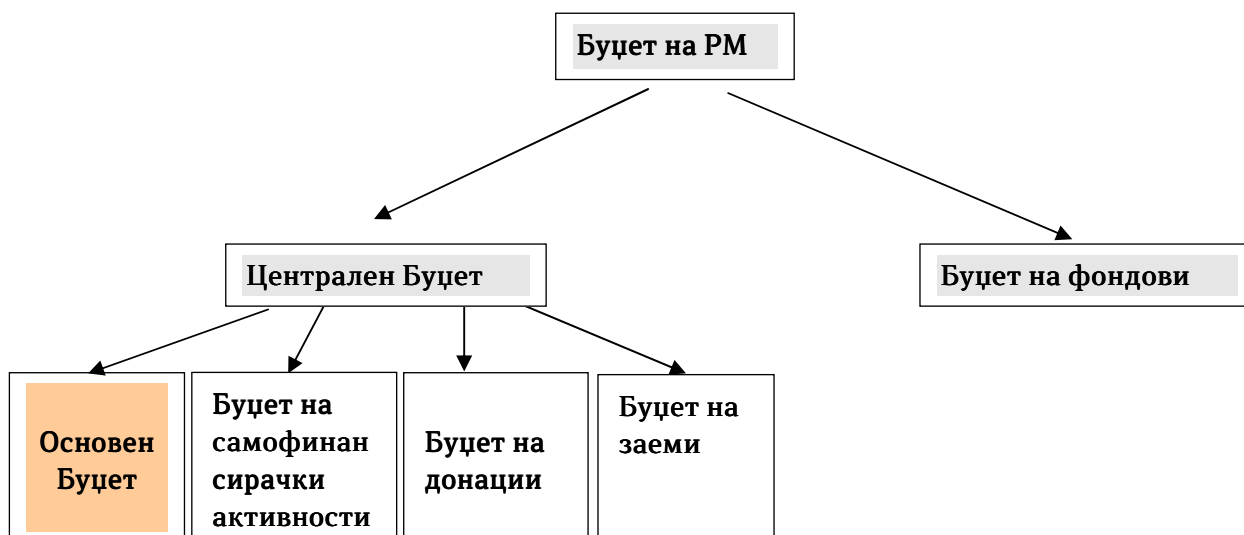 Буџет на РМ
Централен Буџет
Буџет на фондови
Основен
Буџет
Буџет на
самофинан
сирачки
активности
Буџет на
донации
Буџет на
заеми